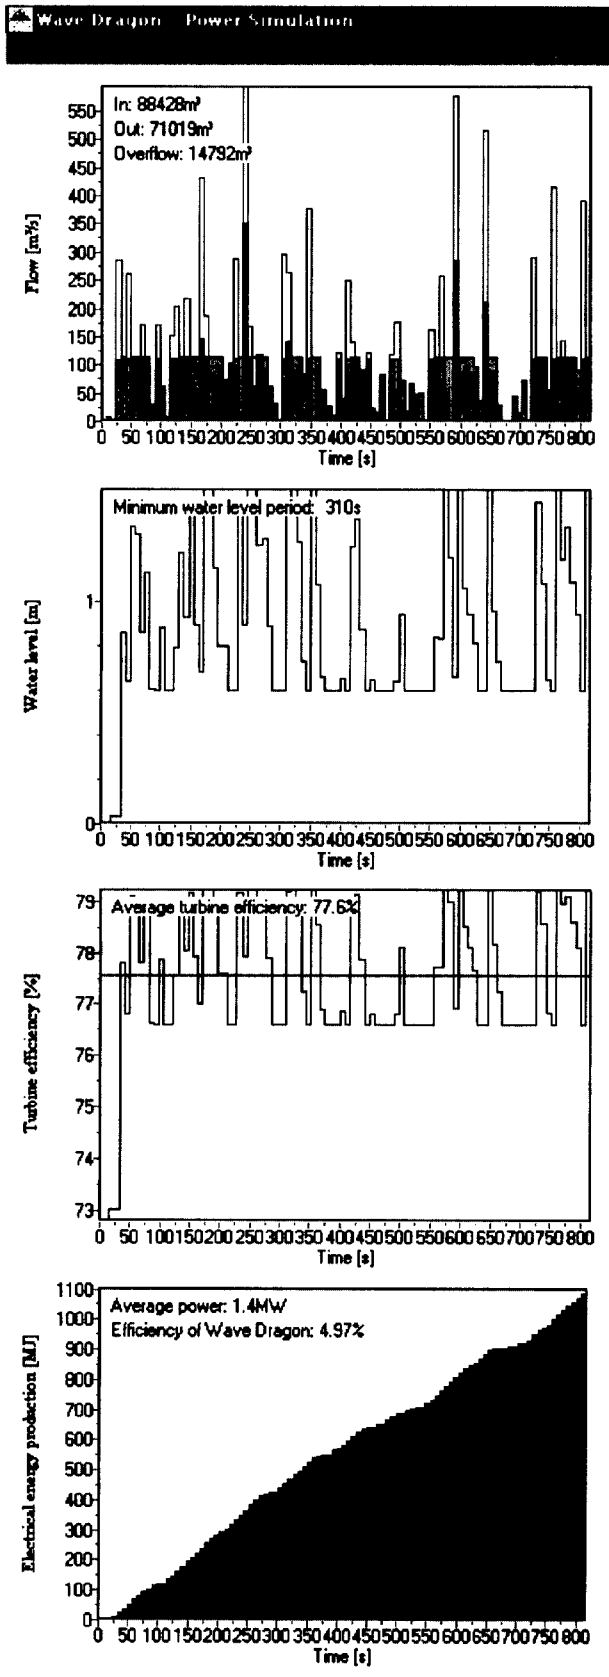 Wave Dragon Power Simulation
In: 88428m³
Out: 71019m³
Overflow: 14792m³
Flow [m³/s]
550
500
450
400
350
300
250
200
150
100
50
0
0 50 100 150 200 250 300 350 400 450 500 550 600 650 700 750 800
Time [s]
Minimum water level period: 310s
Water level [m]
1
0
0 50 100 150 200 250 300 350 400 450 500 550 600 650 700 750 800
Time [s]
Average turbine efficiency: 77.6%
Turbine efficiency [%]
79
78
77
76
75
74
73
0 50 100 150 200 250 300 350 400 450 500 550 600 650 700 750 800
Time [s]
Average power: 1.4MW
Efficiency of Wave Dragon: 4.97%
Electrical energy production [MJ]
1100
1000
900
800
700
600
500
400
300
200
100
0
0 50 100 150 200 250 300 350 400 450 500 550 600 650 700 750 800
Time [s]